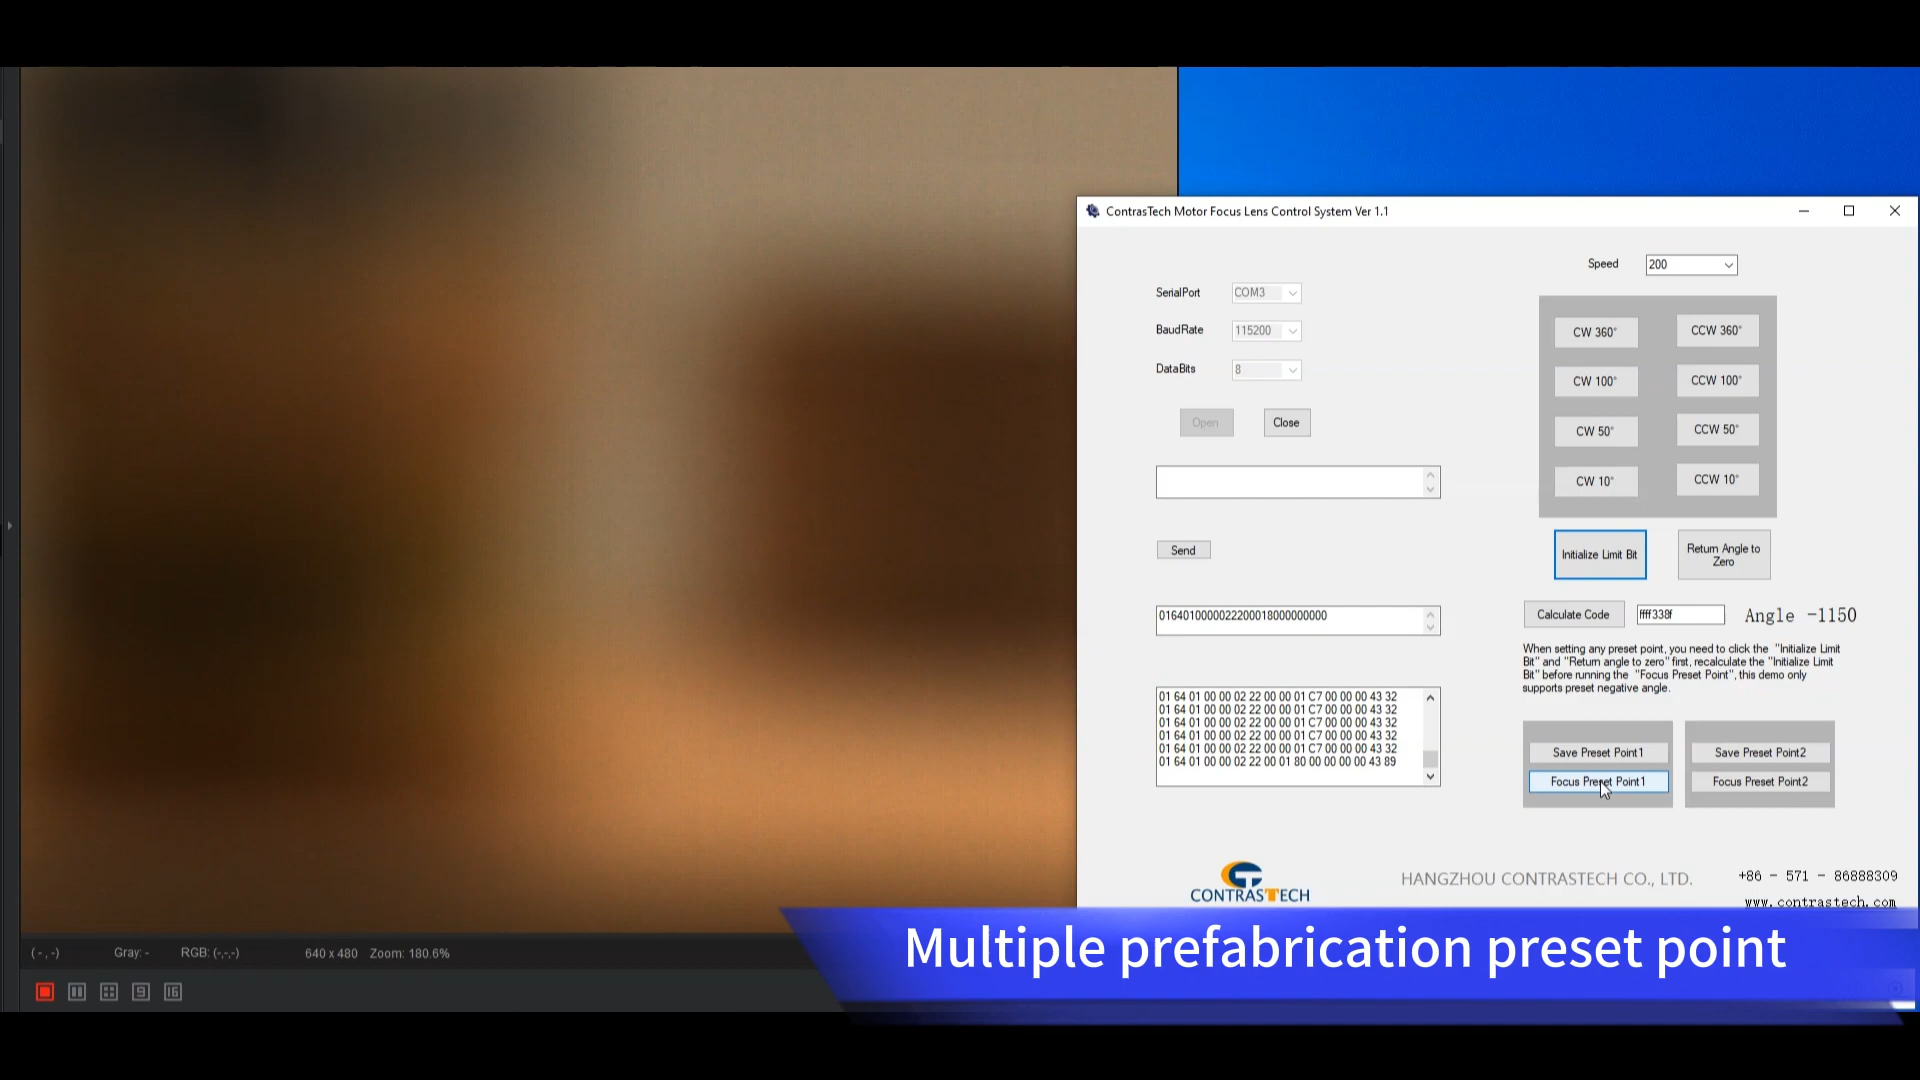 ContrasTech Motor Focus Lens Control System Ver 1.1
Speed 200
SerialPort COM3
BaudRate 115200
DataBits 8
Open Close
Send
0164010000022200018000000000
01 64 01 00 00 02 22 00 00 01 C7 00 00 00 43 32
01 64 01 00 00 02 22 00 00 01 C7 00 00 00 43 32
01 64 01 00 00 02 22 00 00 01 C7 00 00 00 43 32
01 64 01 00 00 02 22 00 00 01 C7 00 00 00 43 32
01 64 01 00 00 02 22 00 00 01 C7 00 00 00 43 32
01 64 01 00 00 02 22 00 01 80 00 00 00 00 43 89
CW 360° CCW 360°
CW 100° CCW 100°
CW 50° CCW 50°
CW 10° CCW 10°
Initialize Limit Bit
Return Angle to
Zero
Calculate Code ffff338f Angle -1150
When setting any preset point, you need to click the "Initialize Limit
Bit" and "Return angle to zero" first, recalculate the "Initialize Limit
Bit" before running the "Focus Preset Point", this demo only
supports preset negative angle.
Save Preset Point1 Save Preset Point2
Focus Preset Point1 Focus Preset Point2
CONTRASTECH
HANGZHOU CONTRASTECH CO., LTD.
+86 - 571 - 86888309
www.contrastech.com
Multiple prefabrication preset point
(-,-) Gray: - RGB: (-,-,-) 640 x 480 Zoom: 180.6%
9 16